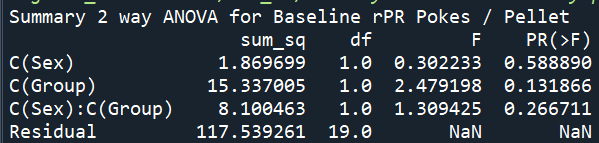 Summary 2 way ANOVA for Baseline rPR Pokes / Pellet
sum_sq df F PR(>F)
C(Sex) 1.869699 1.0 0.302233 0.588890
C(Group) 15.337005 1.0 2.479198 0.131866
C(Sex):C(Group) 8.100463 1.0 1.309425 0.266711
Residual 117.539261 19.0 NaN NaN